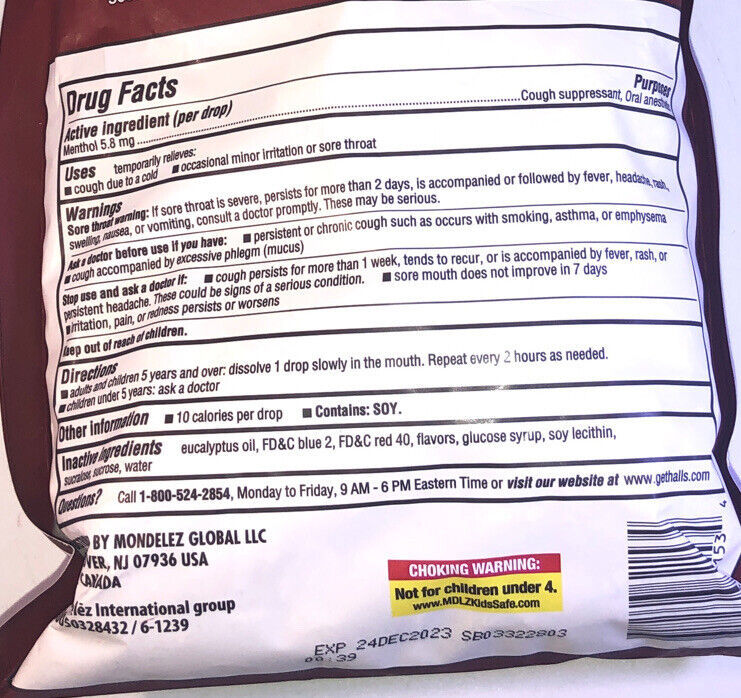 Drug Facts
Active ingredient (per drop) Purposes
Menthol 5.8 mg ........ Cough suppressant, Oral anesthetic
Uses temporarily relieves:
■ cough due to a cold ■ occasional minor irritation or sore throat
Warnings
Sore throat warning: If sore throat is severe, persists for more than 2 days, is accompanied or followed by fever, headache, rash,
swelling, nausea, or vomiting, consult a doctor promptly. These may be serious.
Ask a doctor before use if you have: ■ persistent or chronic cough such as occurs with smoking, asthma, or emphysema
■ cough accompanied by excessive phlegm (mucus)
Stop use and ask a doctor if: ■ cough persists for more than 1 week, tends to recur, or is accompanied by fever, rash, or
persistent headache. These could be signs of a serious condition. ■ sore mouth does not improve in 7 days
■ irritation, pain, or redness persists or worsens
Keep out of reach of children.
Directions
■ adults and children 5 years and over: dissolve 1 drop slowly in the mouth. Repeat every 2 hours as needed.
■ children under 5 years: ask a doctor
Other information ■ 10 calories per drop ■ Contains: SOY.
Inactive ingredients eucalyptus oil, FD&C blue 2, FD&C red 40, flavors, glucose syrup, soy lecithin,
sucralose, sucrose, water
Questions? Call 1-800-524-2854, Monday to Friday, 9 AM - 6 PM Eastern Time or visit our website at www.gethalls.com
BY MONDELEZ GLOBAL LLC
VER, NJ 07936 USA
CANADA
lèz International group
US0328432 / 6-1239
CHOKING WARNING:
Not for children under 4.
www.MDLZKidsSafe.com
153 4
EXP 24DEC2023 SB03322803
00:39